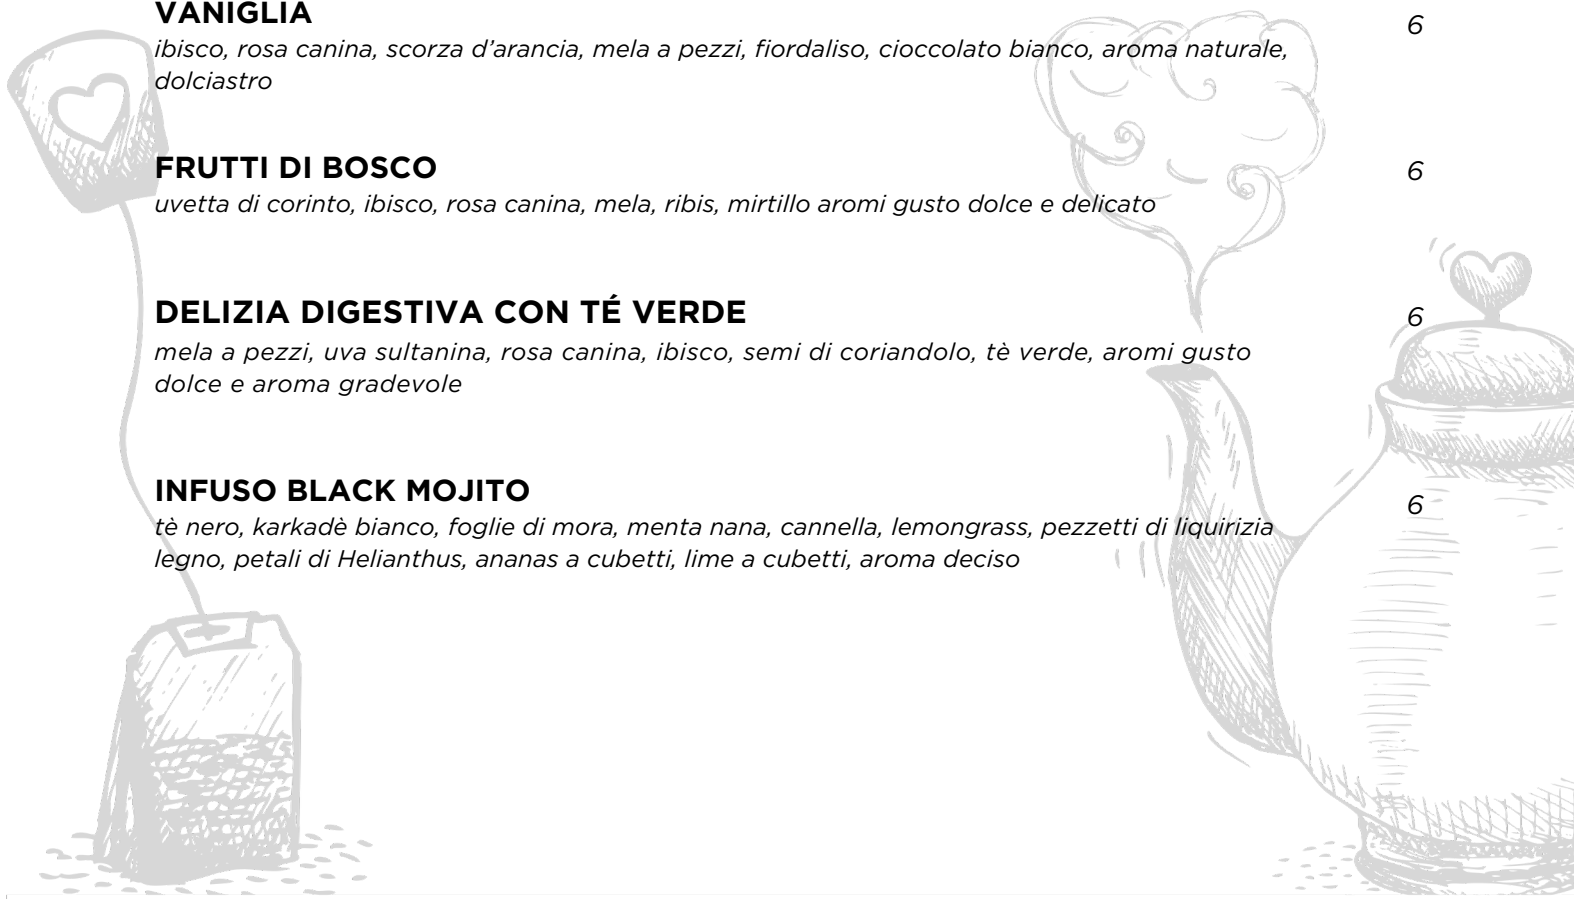 VANIGLIA
6
ibisco, rosa canina, scorza d’arancia, mela a pezzi, fiordaliso, cioccolato bianco, aroma naturale,
dolciastro
FRUTTI DI BOSCO
6
uvetta di corinto, ibisco, rosa canina, mela, ribis, mirtillo aromi gusto dolce e delicato
DELIZIA DIGESTIVA CON TÉ VERDE
6
mela a pezzi, uva sultanina, rosa canina, ibisco, semi di coriandolo, tè verde, aromi gusto
dolce e aroma gradevole
INFUSO BLACK MOJITO
6
tè nero, karkadè bianco, foglie di mora, menta nana, cannella, lemongrass, pezzetti di liquirizia
legno, petali di Helianthus, ananas a cubetti, lime a cubetti, aroma deciso